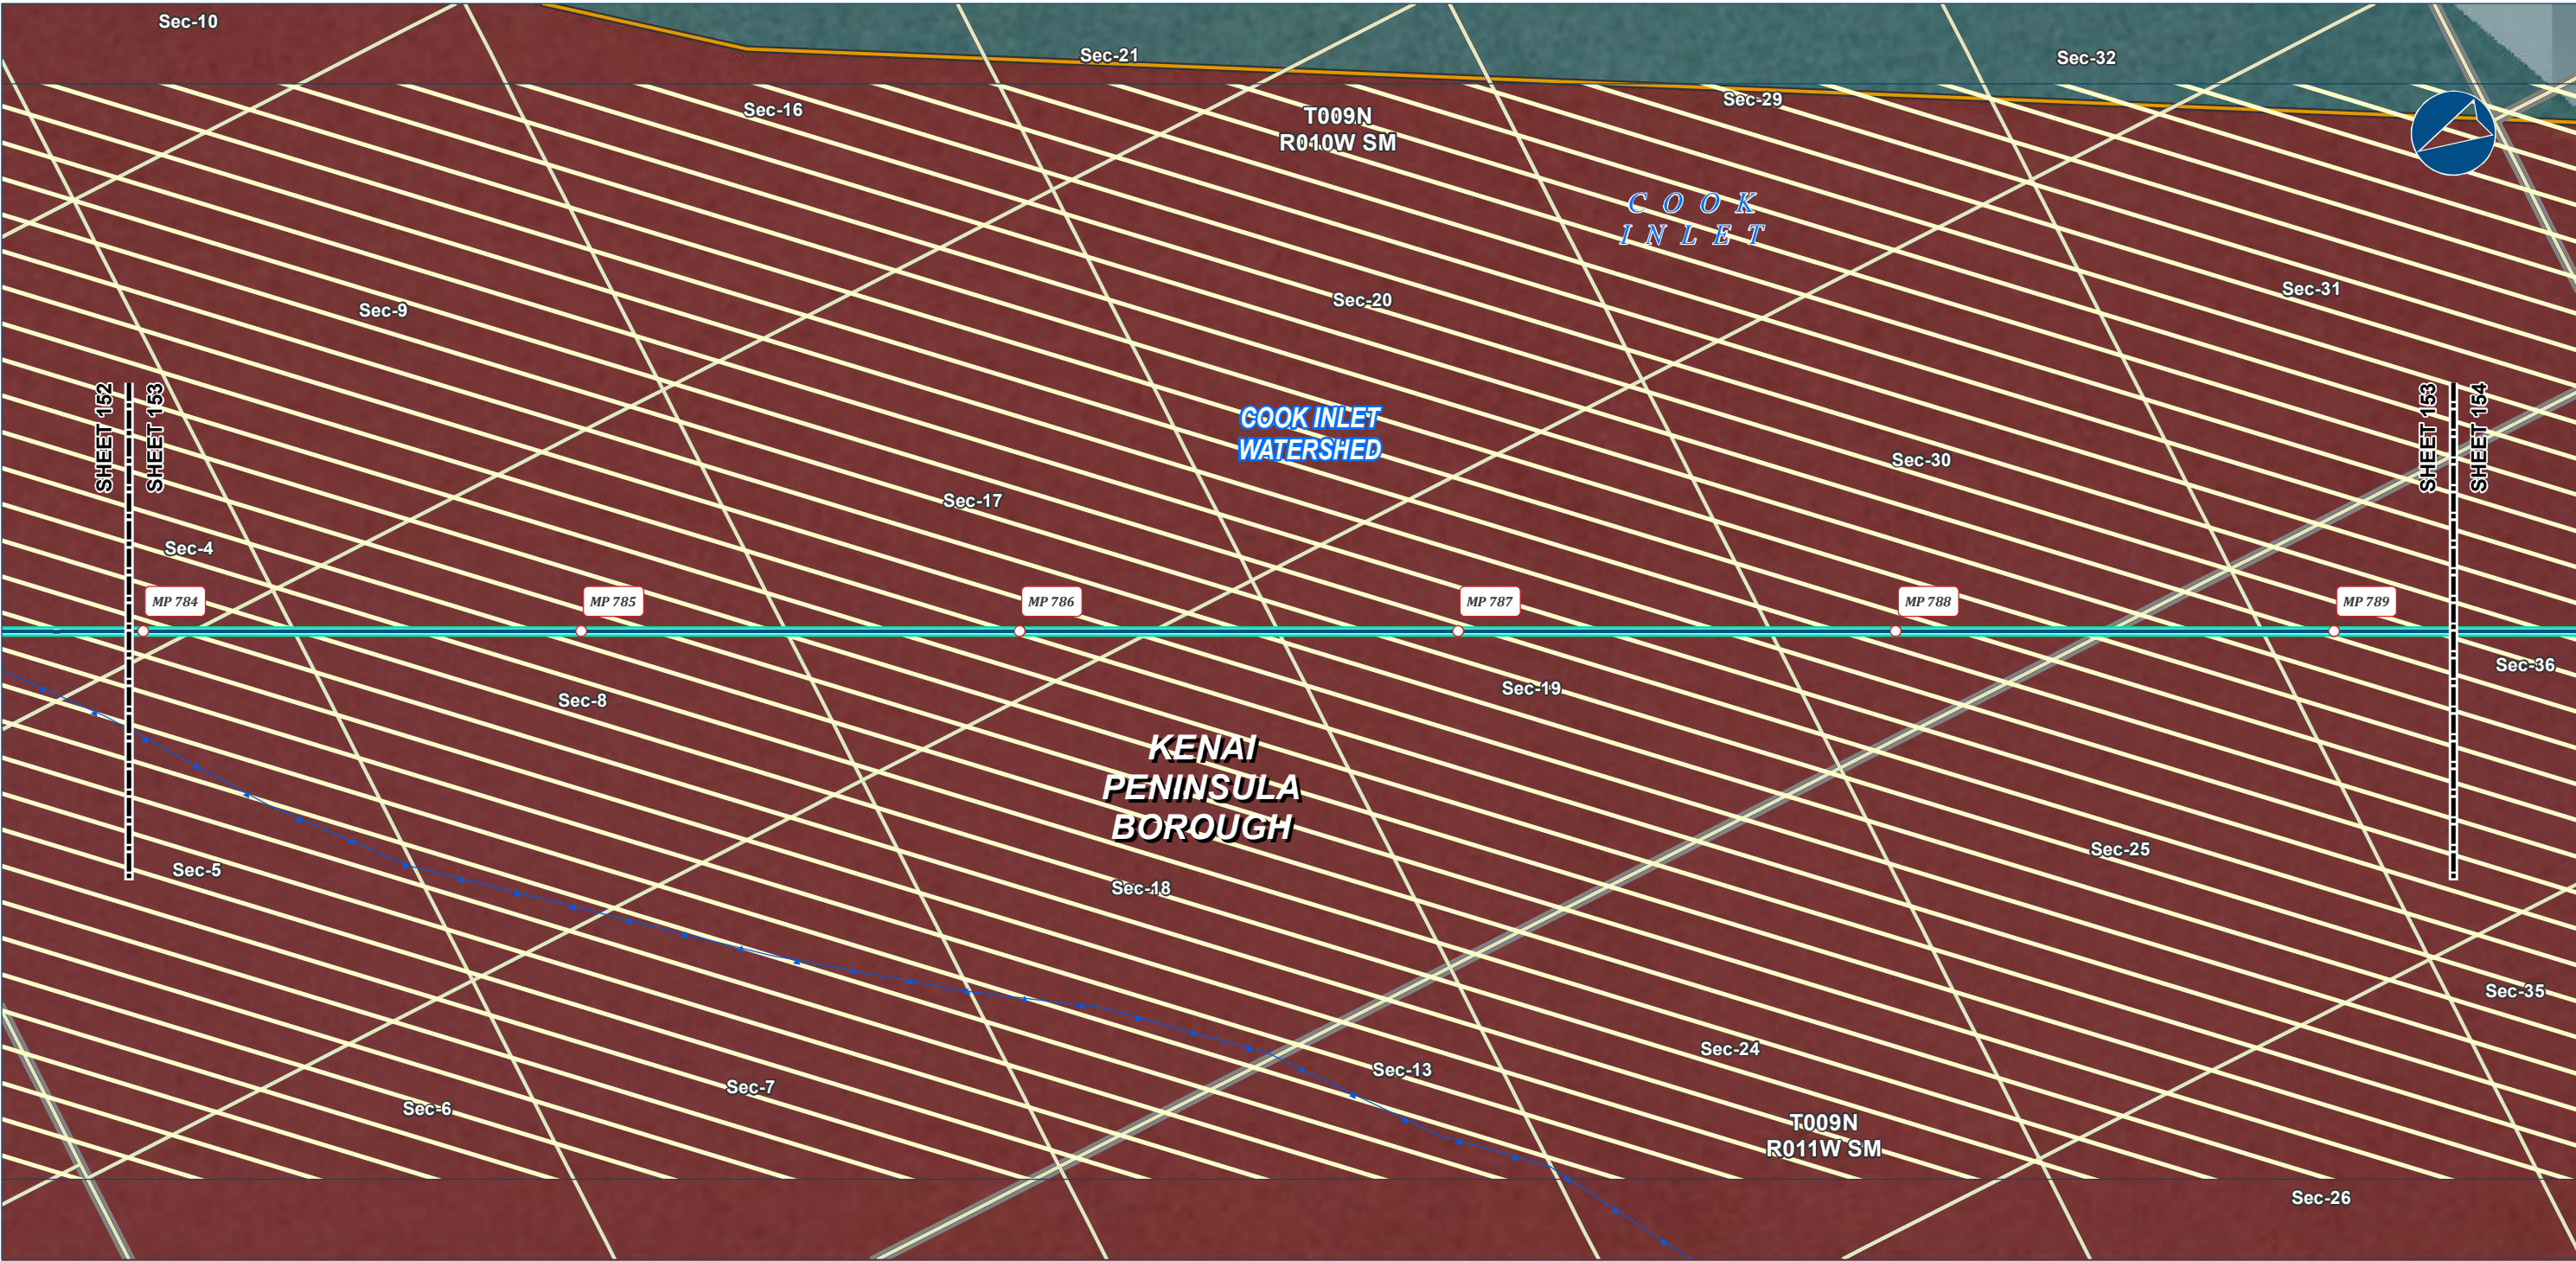 Sec-10
Sec-21
Sec-32
Sec-16
Sec-29
T009N
R010W SM
COOK
INLET
Sec-9
Sec-20
Sec-31
SHEET 152
SHEET 153
COOK INLET
WATERSHED
SHEET 153
SHEET 154
Sec-17
Sec-30
Sec-4
MP 784
MP 785
MP 786
MP 787
MP 788
MP 789
Sec-36
Sec-8
Sec-19
KENAI
PENINSULA
BOROUGH
Sec-5
Sec-18
Sec-25
Sec-35
Sec-24
Sec-13
Sec-7
Sec-6
T009N
R011W SM
Sec-26